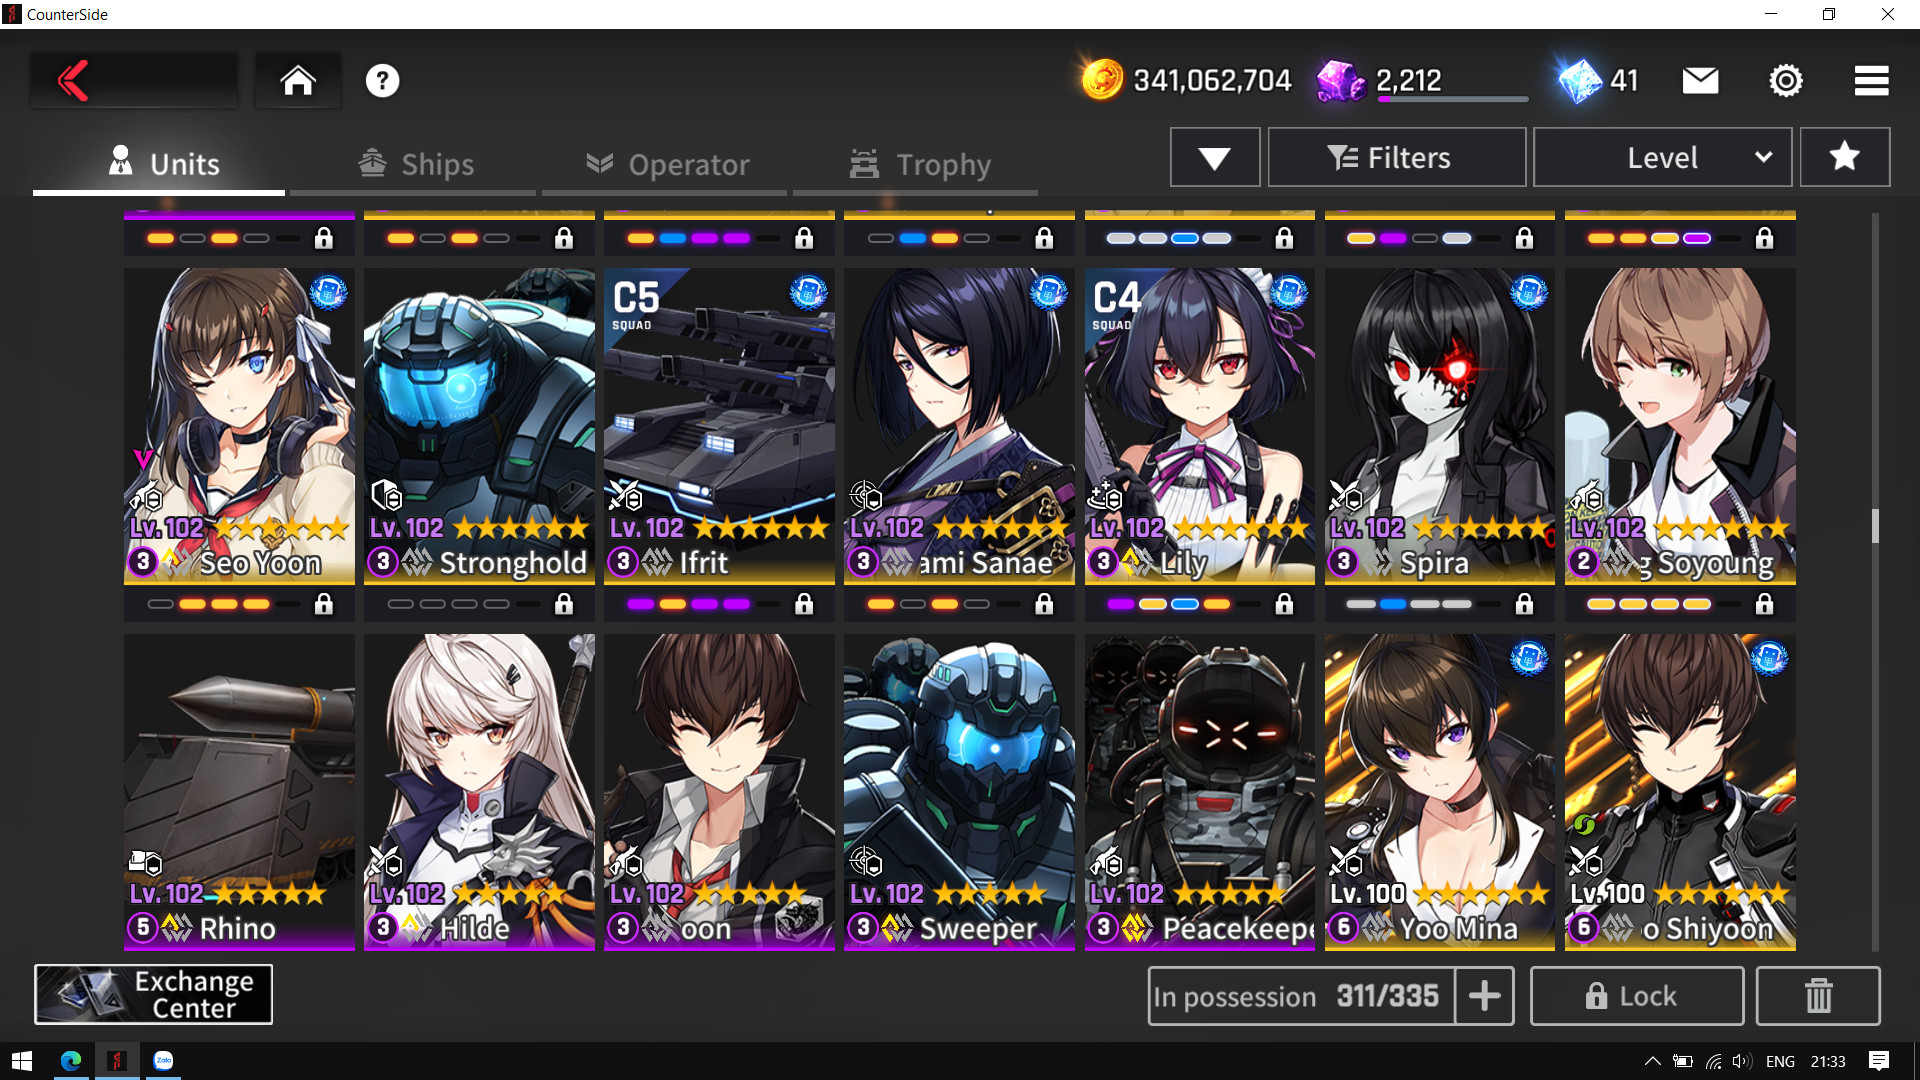 CounterSide
?
341,062,704
2,212
41
Units
Ships
Operator
Trophy
Filters
Level
Lv. 102
3
Seo Yoon
Lv. 102
3
Stronghold
C5
SQUAD
Lv. 102
3
Ifrit
Lv. 102
3
ami Sanae
C4
SQUAD
Lv. 102
3
Lily
Lv. 102
3
Spira
Lv. 102
2
g Soyoung
Lv. 102
5
Rhino
Lv. 102
3
Hilde
Lv. 102
3
oon
Lv. 102
3
Sweeper
Lv. 102
3
Peacekeepe
Lv. 100
6
Yoo Mina
Lv. 100
6
o Shiyoon
Exchange
Center
In possession 311/335
Lock
Zalo
ENG
21:33